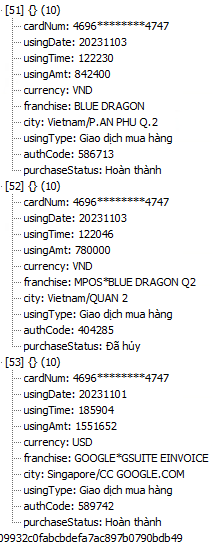 [51] {} (10)
cardNum: 4696********4747
usingDate: 20231103
usingTime: 122230
usingAmt: 842400
currency: VND
franchise: BLUE DRAGON
city: Vietnam/P.AN PHU Q.2
usingType: Giao dịch mua hàng
authCode: 586713
purchaseStatus: Hoàn thành
[52] {} (10)
cardNum: 4696********4747
usingDate: 20231103
usingTime: 122046
usingAmt: 780000
currency: VND
franchise: MPOS*BLUE DRAGON Q2
city: Vietnam/QUAN 2
usingType: Giao dịch mua hàng
authCode: 404285
purchaseStatus: Đã hủy
[53] {} (10)
cardNum: 4696********4747
usingDate: 20231101
usingTime: 185904
usingAmt: 1551652
currency: USD
franchise: GOOGLE*GSUITE EINVOICE
city: Singapore/CC GOOGLE.COM
usingType: Giao dịch mua hàng
authCode: 589742
purchaseStatus: Hoàn thành
09932c0fabcbdefa7ac897b0790bdb49